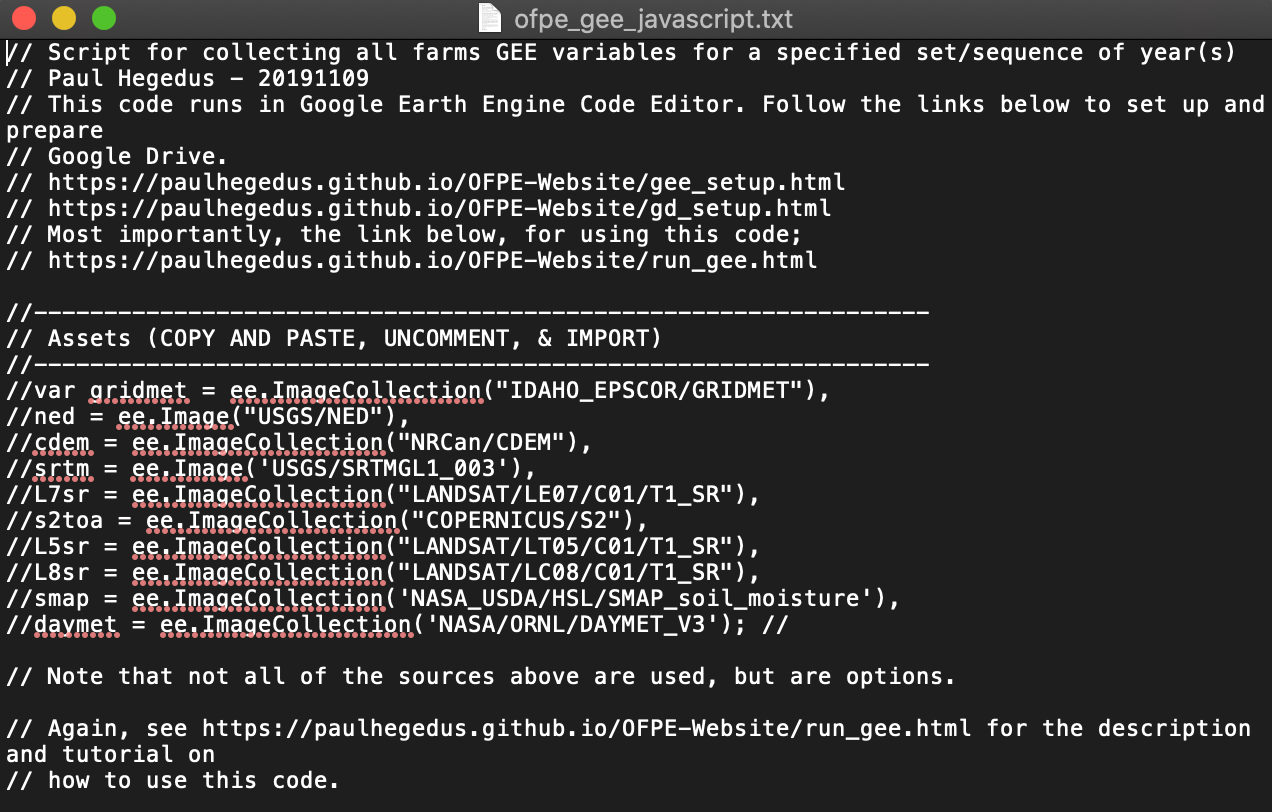 ofpe_gee_javascript.txt
// Script for collecting all farms GEE variables for a specified set/sequence of year(s)
// Paul Hegedus - 20191109
// This code runs in Google Earth Engine Code Editor. Follow the links below to set up and
prepare
// Google Drive.
// https://paulhegedus.github.io/OFPE-Website/gee_setup.html
// https://paulhegedus.github.io/OFPE-Website/gd_setup.html
// Most importantly, the link below, for using this code;
// https://paulhegedus.github.io/OFPE-Website/run_gee.html
//----------------------------------------------------------------
// Assets (COPY AND PASTE, UNCOMMENT, & IMPORT)
//----------------------------------------------------------------
//var gridmet = ee.ImageCollection("IDAHO_EPSCOR/GRIDMET"),
//ned = ee.Image("USGS/NED"),
//cdem = ee.ImageCollection("NRCan/CDEM"),
//srtm = ee.Image('USGS/SRTMGL1_003'),
//L7sr = ee.ImageCollection("LANDSAT/LE07/C01/T1_SR"),
//s2toa = ee.ImageCollection("COPERNICUS/S2"),
//L5sr = ee.ImageCollection("LANDSAT/LT05/C01/T1_SR"),
//L8sr = ee.ImageCollection("LANDSAT/LC08/C01/T1_SR"),
//smap = ee.ImageCollection('NASA_USDA/HSL/SMAP_soil_moisture'),
//daymet = ee.ImageCollection('NASA/ORNL/DAYMET_V3'); //
// Note that not all of the sources above are used, but are options.
// Again, see https://paulhegedus.github.io/OFPE-Website/run_gee.html for the description
and tutorial on
// how to use this code.